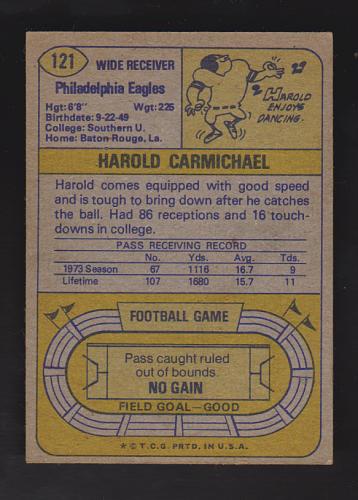 121
WIDE RECEIVER
Philadelphia Eagles
Hgt: 6'8" Wgt: 225
Birthdate: 9-22-49
College: Southern U.
Home: Baton Rouge, La.
HAROLD
ENJOYS
DANCING.
HAROLD CARMICHAEL
Harold comes equipped with good speed
and is tough to bring down after he catches
the ball. Had 86 receptions and 16 touch-
downs in college.
PASS RECEIVING RECORD
No. Yds. Avg. Tds.
1973 Season 67 1116 16.7 9
Lifetime 107 1680 15.7 11
FOOTBALL GAME
Pass caught ruled
out of bounds.
NO GAIN
FIELD GOAL—GOOD
* © T.C.G. PRTD. IN U.S.A.